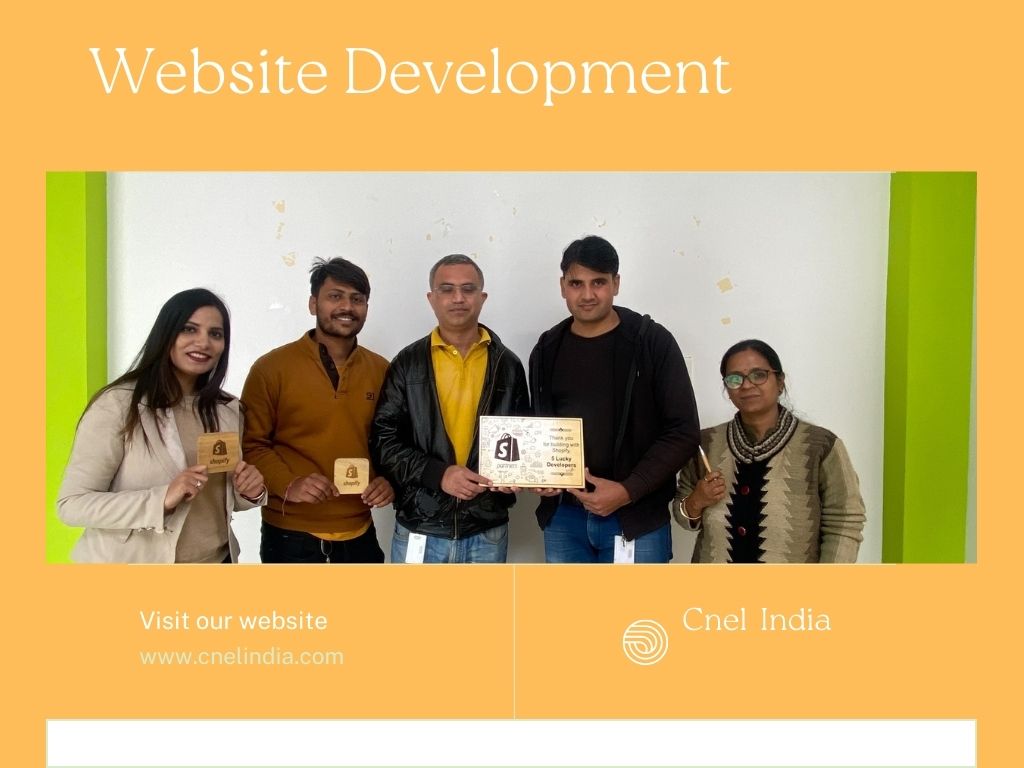 Website Development
shopify
shopify
partners
Thank you
for building with
Shopify.
5 Lucky
Developers
Visit our website
www.cnelindia.com
Cnel India